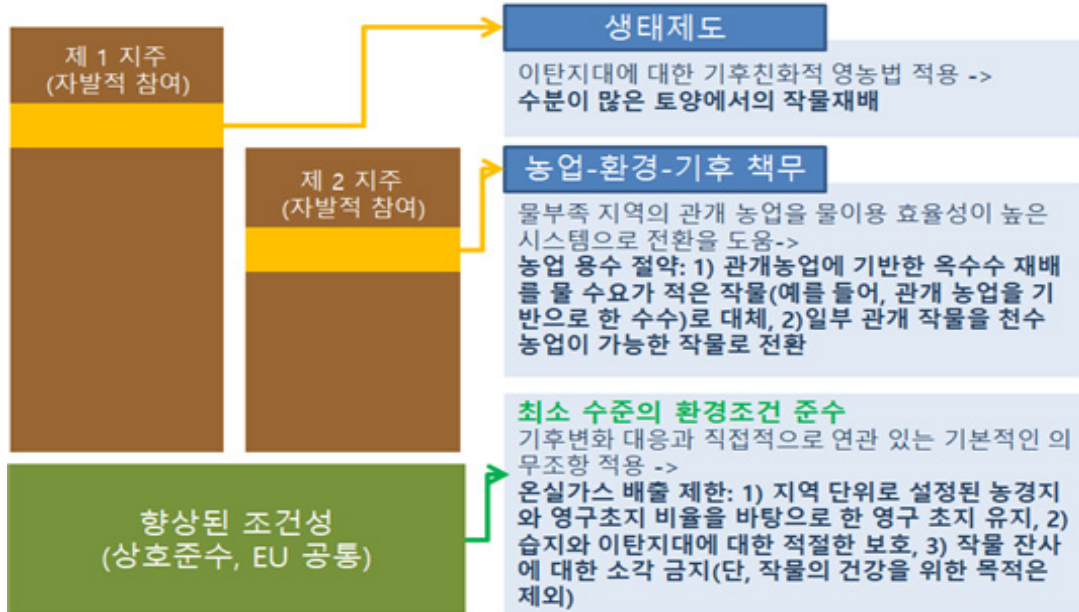 제 1 지주
(자발적 참여)
생태제도
이탄지대에 대한 기후친화적 영농법 적용 ->
수분이 많은 토양에서의 작물재배
제 2 지주
(자발적 참여)
농업-환경-기후 책무
물부족 지역의 관개 농업을 물이용 효율성이 높은
시스템으로 전환을 도움->
농업 용수 절약: 1) 관개농업에 기반한 옥수수 재배
를 물 수요가 적은 작물(예를 들어, 관개 농업을 기
반으로 한 수수)로 대체, 2)일부 관개 작물을 천수
농업이 가능한 작물로 전환
향상된 조건성
(상호준수, EU 공통)
최소 수준의 환경조건 준수
기후변화 대응과 직접적으로 연관 있는 기본적인 의
무조항 적용 ->
온실가스 배출 제한: 1) 지역 단위로 설정된 농경지
와 영구초지 비율을 바탕으로 한 영구 초지 유지, 2)
습지와 이탄지대에 대한 적절한 보호, 3) 작물 잔사
에 대한 소각 금지(단, 작물의 건강을 위한 목적은
제외)